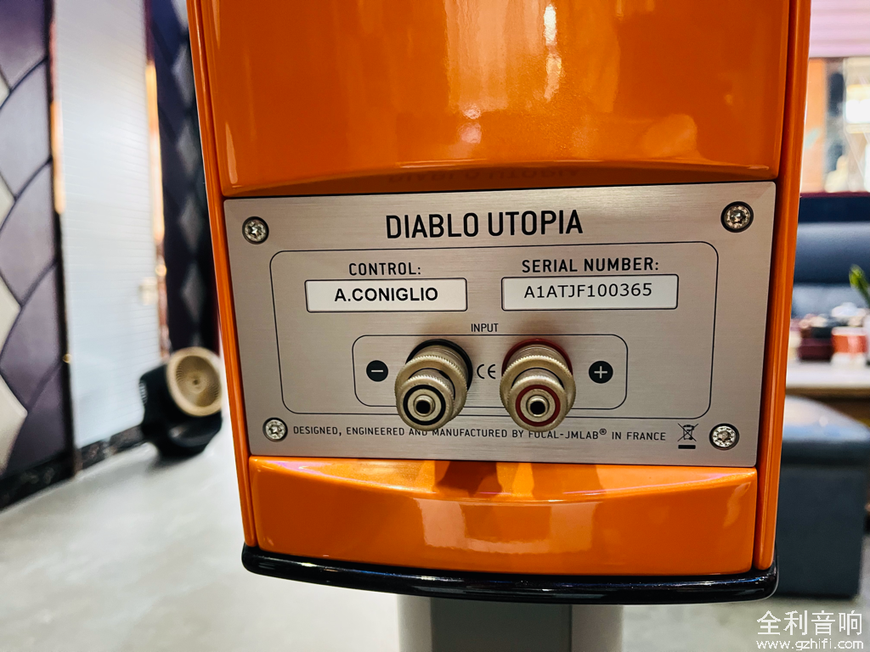 DIABLO UTOPIA
CONTROL:
A.CONIGLIO
SERIAL NUMBER:
A1ATJF100365
INPUT
− CE +
DESIGNED, ENGINEERED AND MANUFACTURED BY FOCAL-JMLAB® IN FRANCE
全利音响
www.gzhifi.com